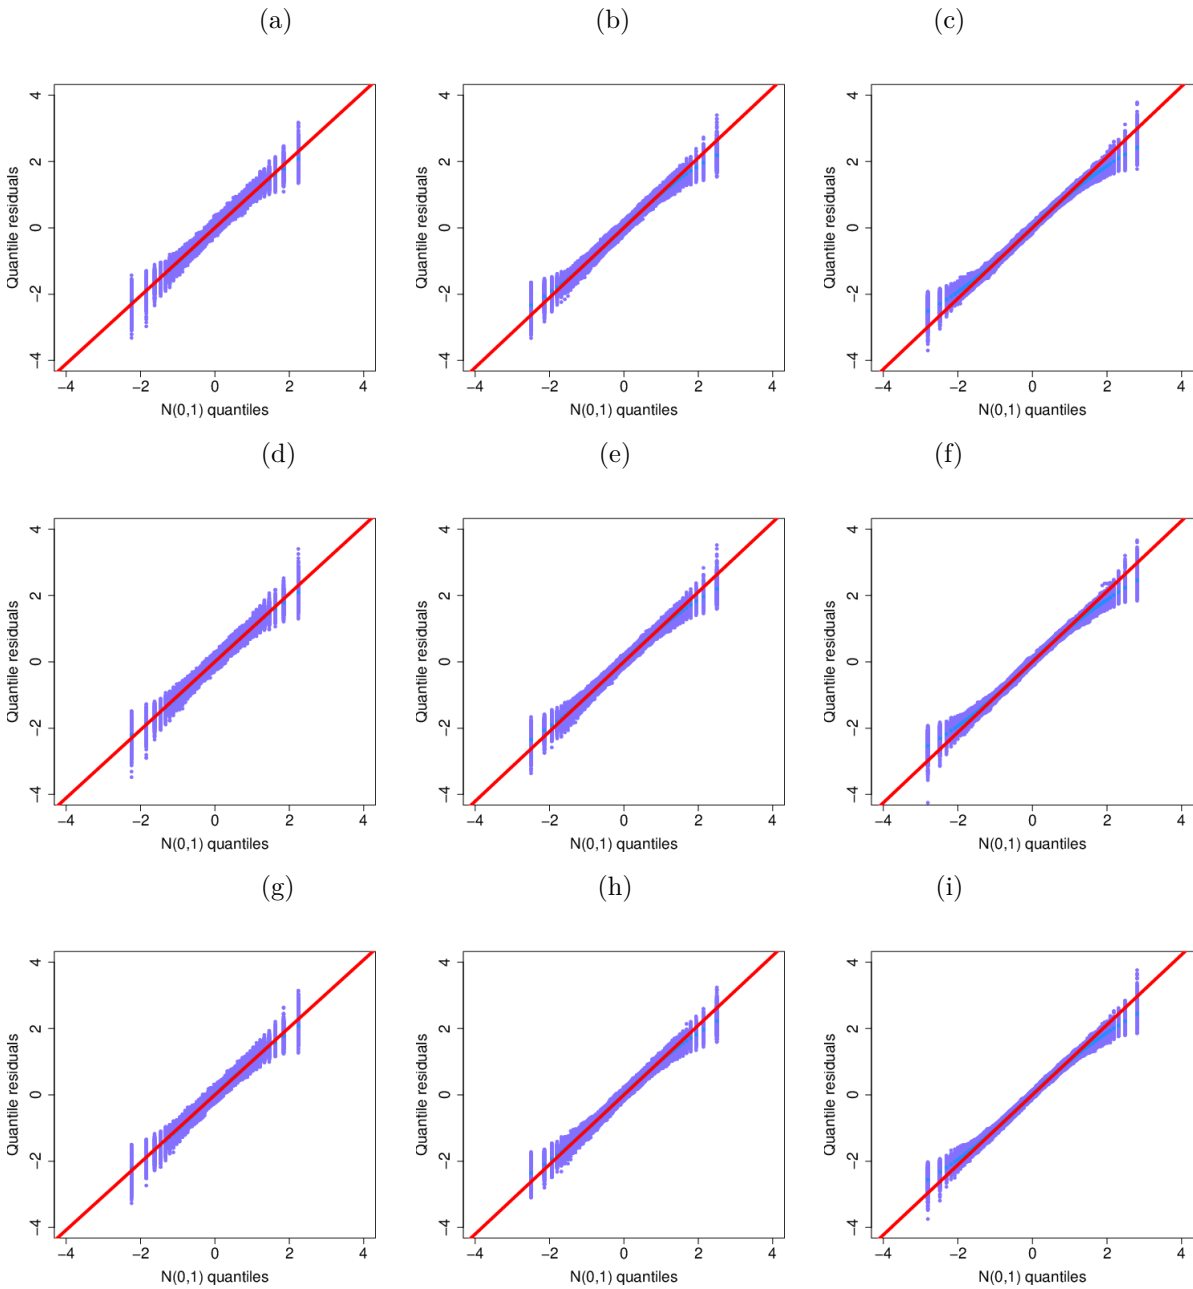 (a) (b) (c)
4 4 4
2 2 2
0 0 0
−2 −2 −2
−4 −4 −4
Quantile residuals Quantile residuals Quantile residuals
−4 −2 0 2 4 −4 −2 0 2 4 −4 −2 0 2 4
N(0,1) quantiles N(0,1) quantiles N(0,1) quantiles
(d) (e) (f)
4 4 4
2 2 2
0 0 0
−2 −2 −2
−4 −4 −4
Quantile residuals Quantile residuals Quantile residuals
−4 −2 0 2 4 −4 −2 0 2 4 −4 −2 0 2 4
N(0,1) quantiles N(0,1) quantiles N(0,1) quantiles
(g) (h) (i)
4 4 4
2 2 2
0 0 0
−2 −2 −2
−4 −4 −4
Quantile residuals Quantile residuals Quantile residuals
−4 −2 0 2 4 −4 −2 0 2 4 −4 −2 0 2 4
N(0,1) quantiles N(0,1) quantiles N(0,1) quantiles